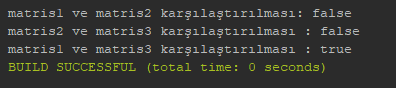 matris1 ve matris2 karşılaştırılması: false
matris2 ve matris3 karşılaştırılması : false
matris1 ve matris3 karşılaştırılması : true
BUILD SUCCESSFUL (total time: 0 seconds)